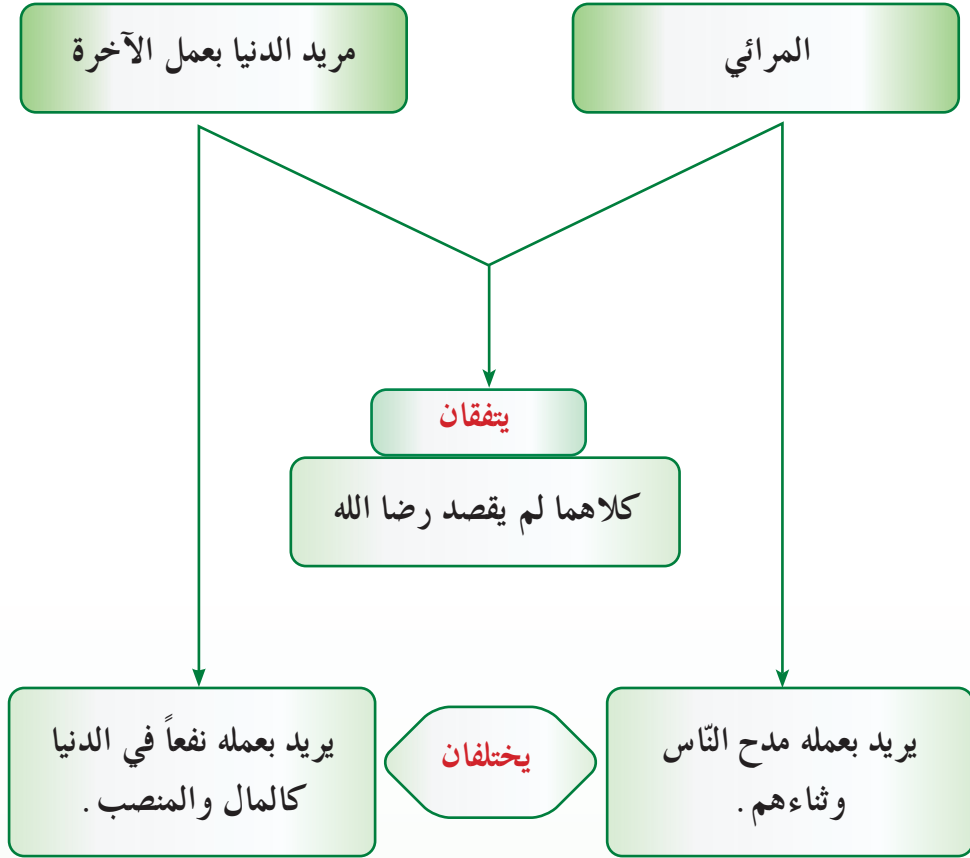 المرائي
مريد الدنيا بعمل الآخرة
يتفقان
كلاهما لم يقصد رضا الله
يريد بعمله مدح النّاس
وثناءهم .
يختلفان
يريد بعمله نفعاً في الدنيا
كالمال والمنصب .